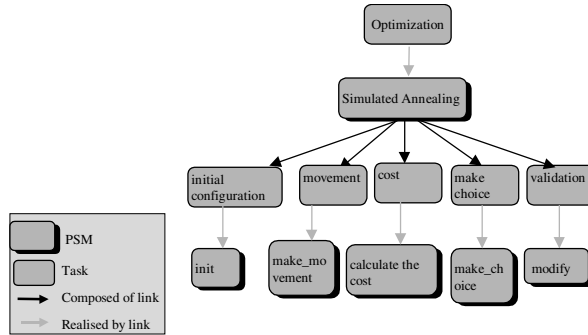 Optimization
Simulated Annealing
initial
configuration
movement
cost
make
choice
validation
init
make_mo
vement
calculate the
cost
make_ch
oice
modify
PSM
Task
Composed of link
Realised by link